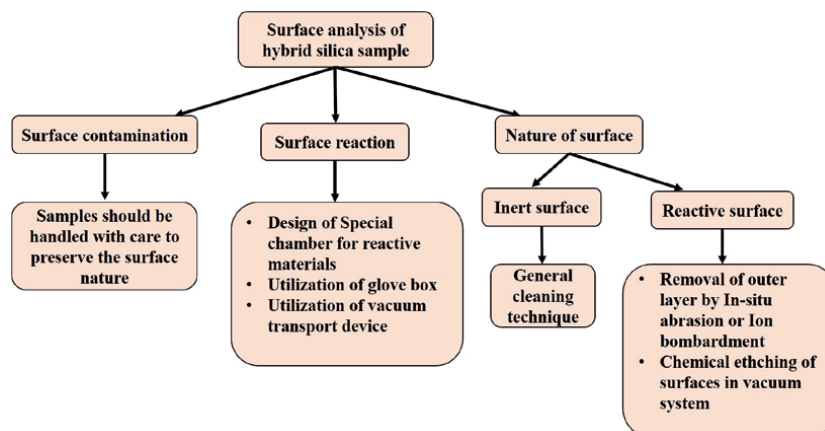 Surface analysis of
hybrid silica sample
Surface contamination
Surface reaction
Nature of surface
Samples should be
handled with care to
preserve the surface
nature
• Design of Special
chamber for reactive
materials
• Utilization of glove box
• Utilization of vacuum
transport device
Inert surface
Reactive surface
General
cleaning
technique
• Removal of outer
layer by In-situ
abrasion or Ion
bombardment
• Chemical ethching of
surfaces in vacuum
system